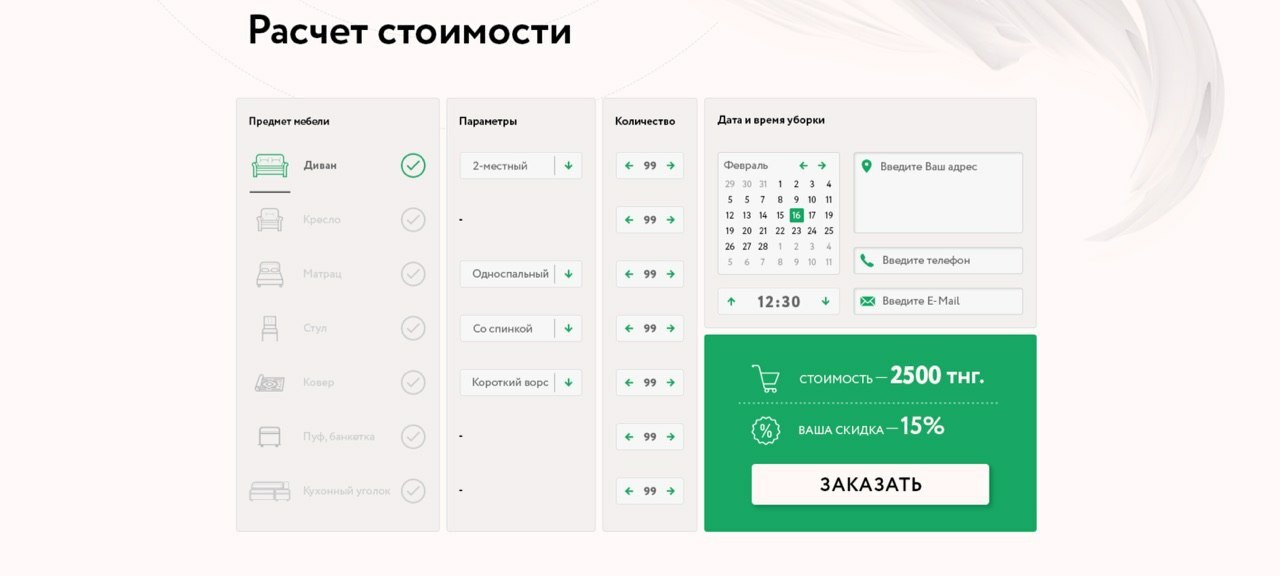 Расчет стоимости
Предмет мебели
Диван
Кресло
Матрац
Стул
Ковер
Пуф, банкетка
Кухонный уголок
Параметры
2-местный
-
Односпальный
Со спинкой
Короткий ворс
-
-
Количество
99
99
99
99
99
99
99
Дата и время уборки
Февраль
29 30 31 1 2 3 4
5 5 7 8 9 10 11
12 13 14 15 16 17 19
19 20 21 22 23 24 25
26 27 28 1 2 3 4
5 6 7 8 9 10 11
12:30
Введите Ваш адрес
Введите телефон
Введите E-Mail
СТОИМОСТЬ — 2500 тнг.
% ВАША СКИДКА — 15%
ЗАКАЗАТЬ